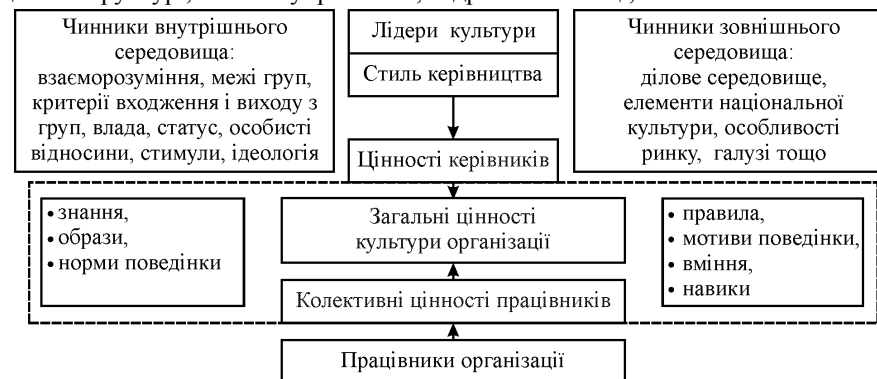 Чинники внутрішнього
середовища:
взаєморозуміння, межі груп,
критерії входження і виходу з
груп, влада, статус, особисті
відносини, стимули, ідеологія
Лідери культури
Стиль керівництва
Чинники зовнішнього
середовища:
ділове середовище,
елементи національної
культури, особливості
ринку, галузі тощо
Цінності керівників
• знання,
• образи,
• норми поведінки
Загальні цінності
культури організації
• правила,
• мотиви поведінки,
• вміння,
• навики
Колективні цінності працівників
Працівники організації